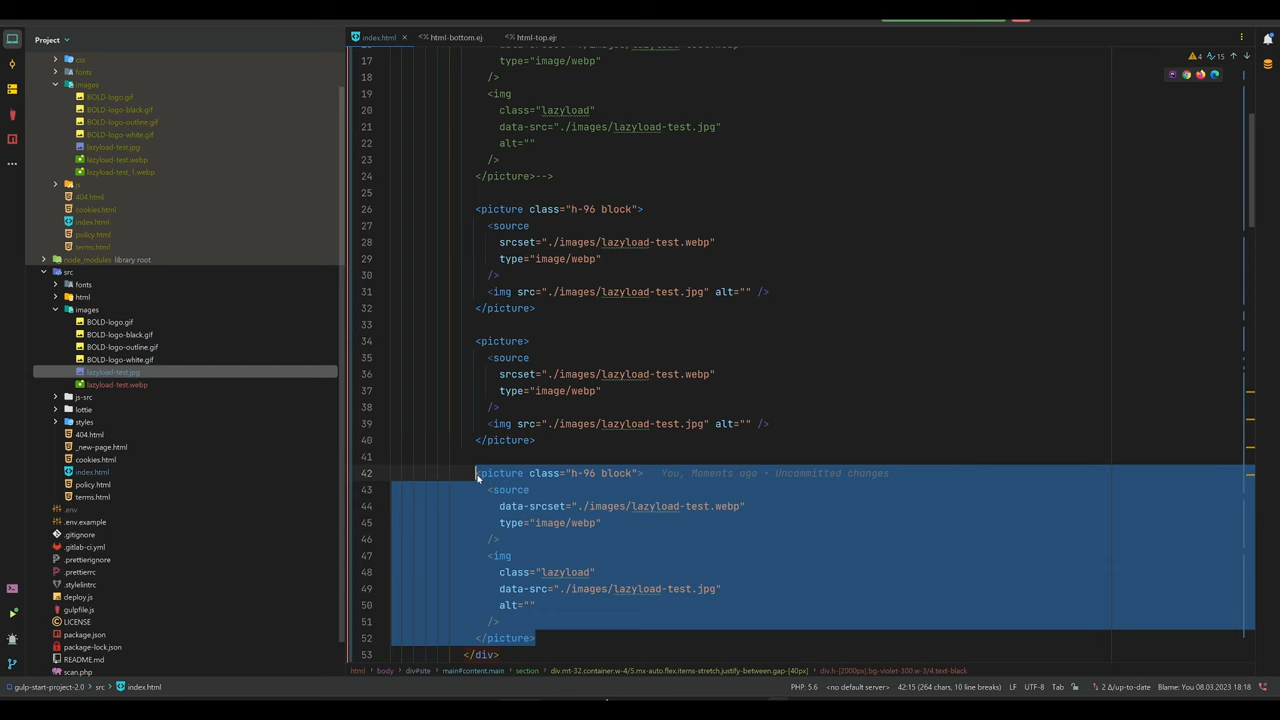 Project
index.html
html-bottom.ej
html-top.ej
css
fonts
images
BOLD-logo.gif
BOLD-logo-black.gif
BOLD-logo-outline.gif
BOLD-logo-white.gif
lazyload-test.jpg
lazyload-test.webp
lazyload-test_1.webp
js
404.html
cookies.html
index.html
policy.html
terms.html
node_modules library root
src
fonts
html
images
BOLD-logo.gif
BOLD-logo-black.gif
BOLD-logo-outline.gif
BOLD-logo-white.gif
lazyload-test.jpg
lazyload-test.webp
js-src
lottie
styles
404.html
_new-page.html
cookies.html
index.html
policy.html
terms.html
.env
.env.example
.gitignore
.gitlab-ci.yml
.prettierignore
.prettierrc
.stylelintrc
deploy.js
gulpfile.js
LICENSE
package.json
package-lock.json
README.md
scan.php
4 15
17 type="image/webp"
18 />
19 <img
20 class="lazyload"
21 data-src="./images/lazyload-test.jpg"
22 alt=""
23 />
24 </picture>-->
25
26 <picture class="h-96 block">
27 <source
28 srcset="./images/lazyload-test.webp"
29 type="image/webp"
30 />
31 <img src="./images/lazyload-test.jpg" alt="" />
32 </picture>
33
34 <picture>
35 <source
36 srcset="./images/lazyload-test.webp"
37 type="image/webp"
38 />
39 <img src="./images/lazyload-test.jpg" alt="" />
40 </picture>
41
42 <picture class="h-96 block"> You, Moments ago • Uncommitted changes
43 <source
44 data-srcset="./images/lazyload-test.webp"
45 type="image/webp"
46 />
47 <img
48 class="lazyload"
49 data-src="./images/lazyload-test.jpg"
50 alt=""
51 />
52 </picture>
53 </div>
html › body › div#site › main#content.main › section › div.mt-32.container.w-4/5.mx-auto.flex.items-stretch.justify-between.gap-[40px] › div.h-[2000px].bg-violet-300.w-3/4.text-black
gulp-start-project-2.0 › src › index.html
PHP: 5.6 <no default server> 42:15 (264 chars, 10 line breaks) LF UTF-8 Tab 2 Δ/up-to-date Blame: You 08.03.2023 18:18